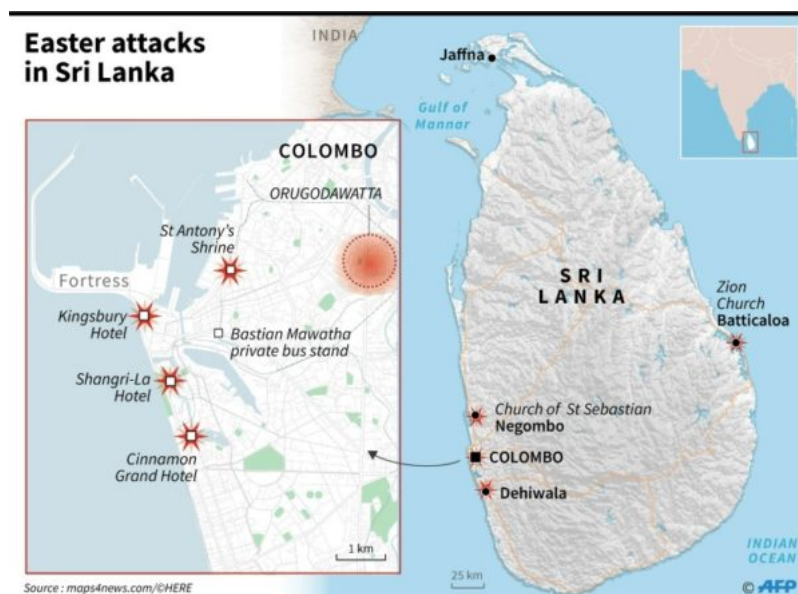 Easter attacks
in Sri Lanka
INDIA
Jaffna
Gulf of
Mannar
COLOMBO
ORUGODAWATTA
St Antony's
Shrine
Fortress
Kingsbury
Hotel
Bastian Mawatha
private bus stand
Shangri-La
Hotel
Cinnamon
Grand Hotel
1 km
SRI
LANKA
Zion
Church
Batticaloa
Church of St Sebastian
Negombo
COLOMBO
Dehiwala
25 km
INDIAN
OCEAN
Source : maps4news.com/©HERE
© AFP